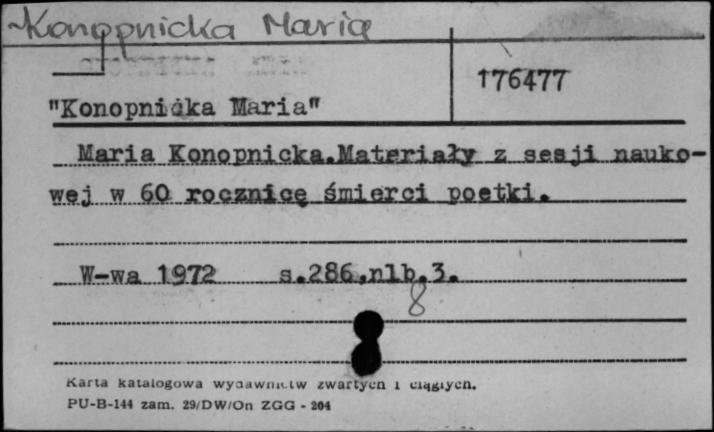 Konopnicka Maria
176477
"Konopnicka Maria"
Maria Konopnicka.Materiały z sesji nauko-
wej w 60 rocznicę śmierci poetki.
W-wa 1972 s.286,nlb.3.
8
Karta katalogowa wydawnictw zwartych i ciągłych.
PU-B-144 zam. 29/DW/On ZGG - 204